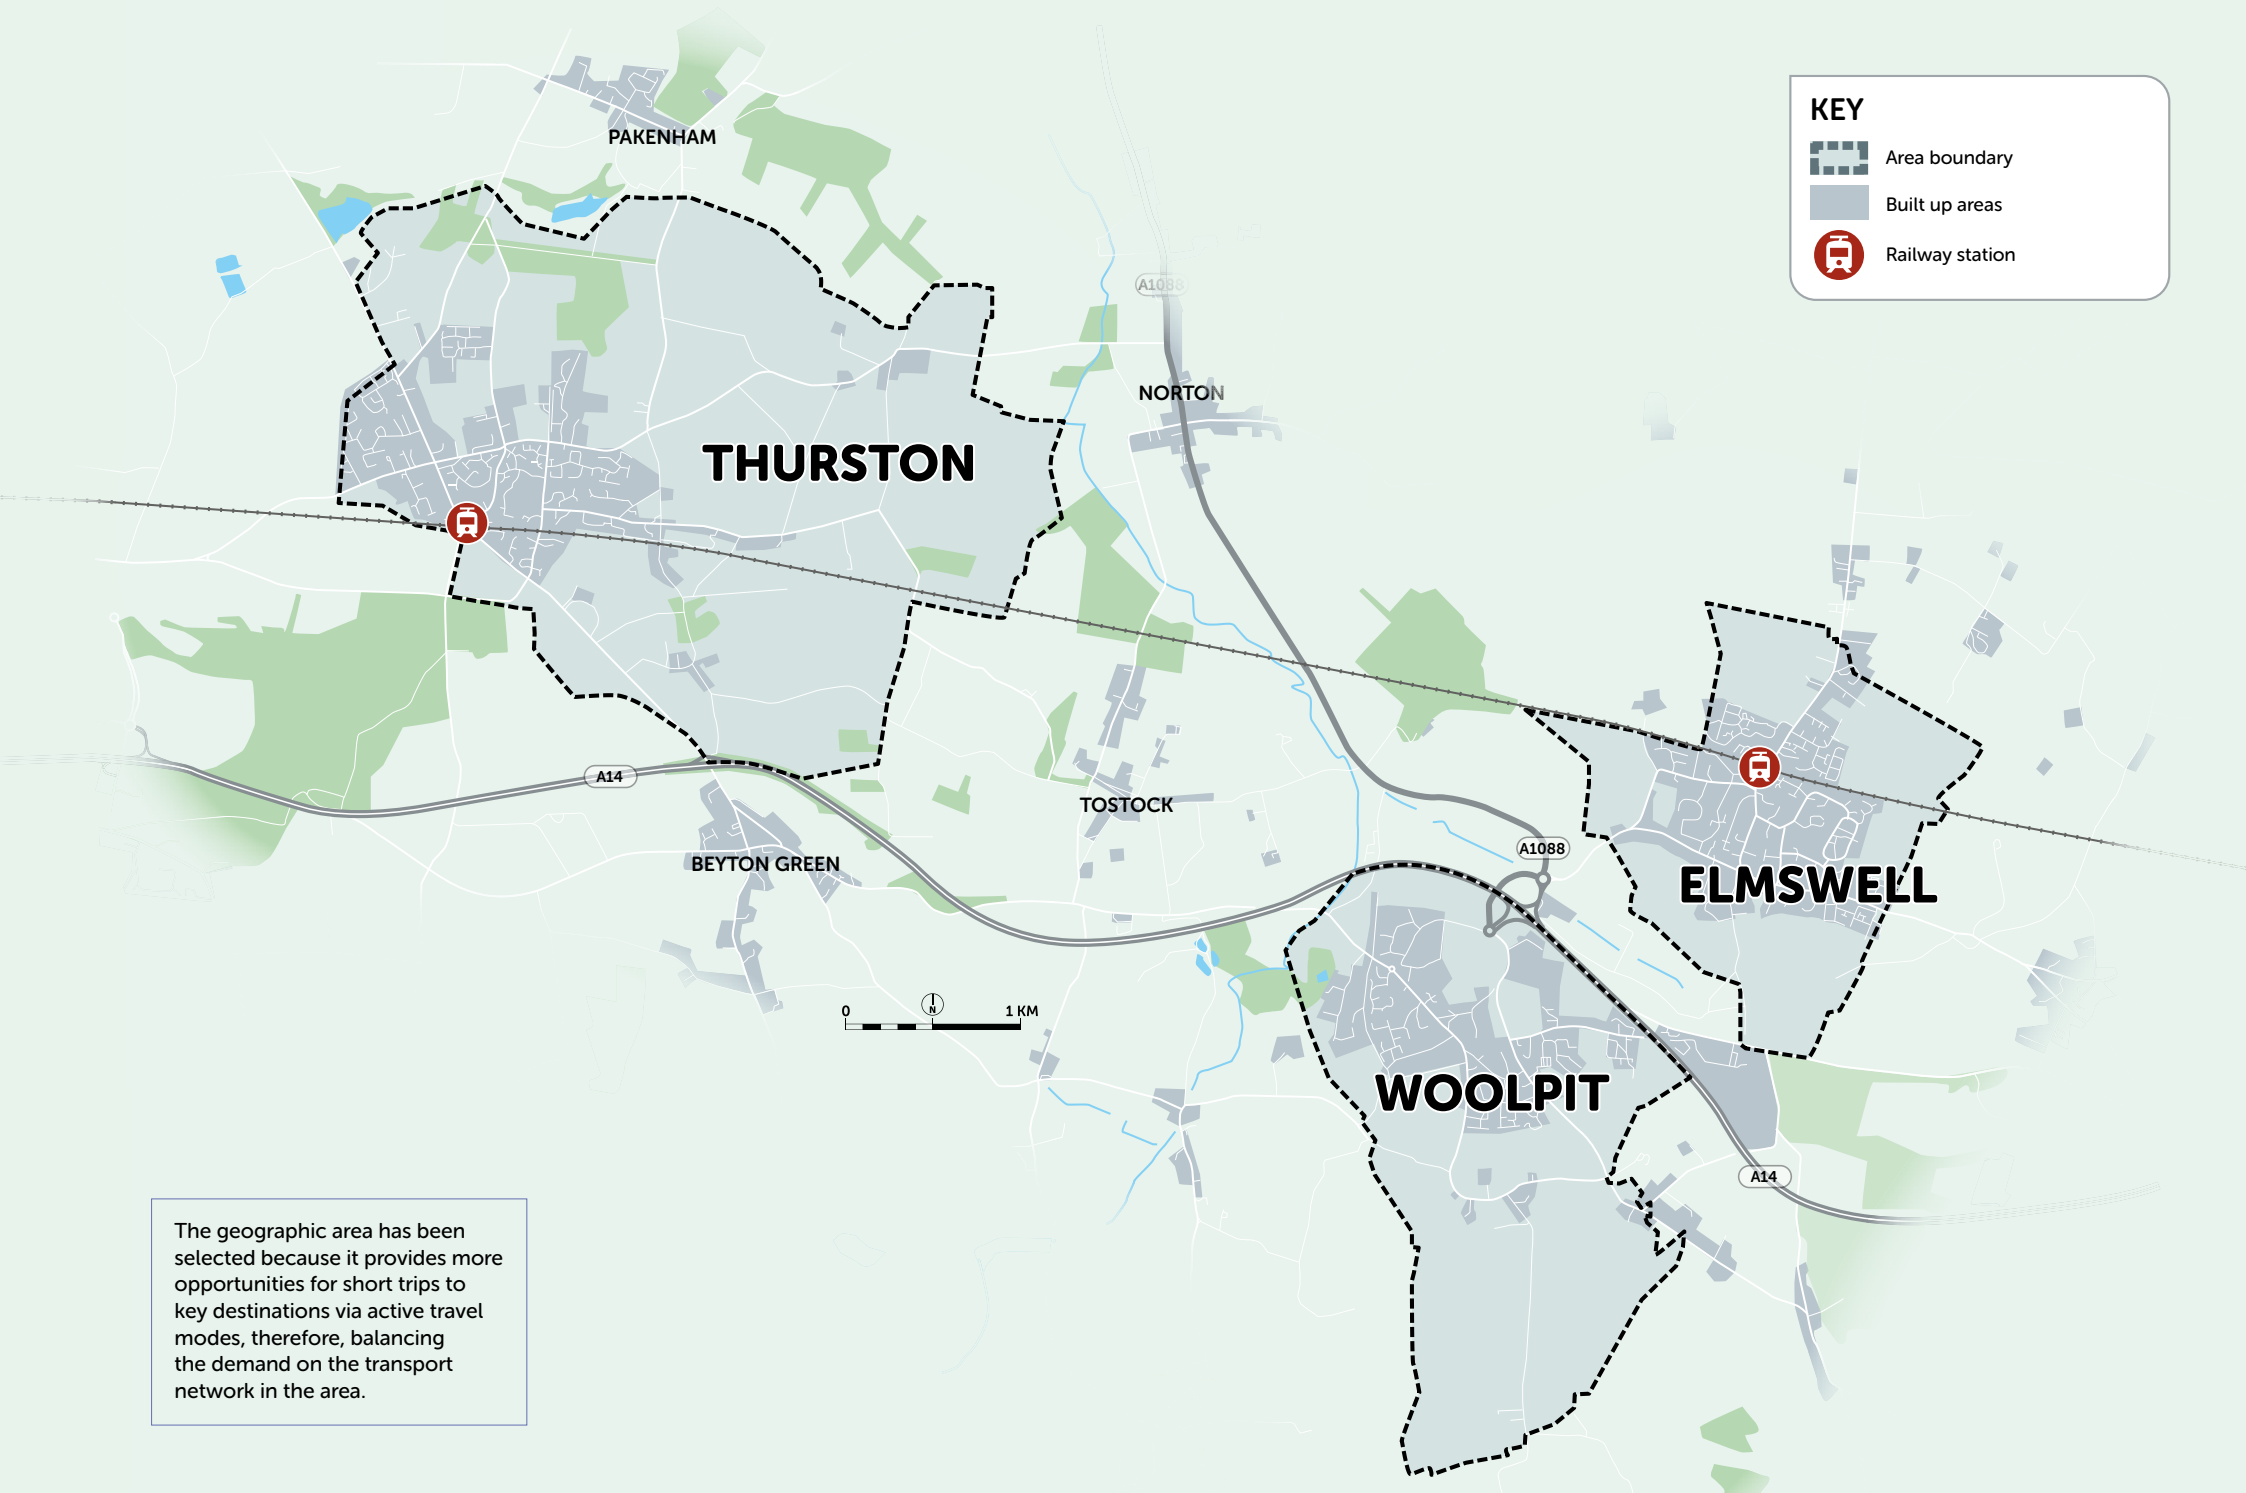 KEY
Area boundary
Built up areas
Railway station
PAKENHAM
A1088
NORTON
THURSTON
A14
TOSTOCK
A1088
BEYTON GREEN
ELMSWELL
0
N
1 KM
WOOLPIT
A14
The geographic area has been
selected because it provides more
opportunities for short trips to
key destinations via active travel
modes, therefore, balancing
the demand on the transport
network in the area.